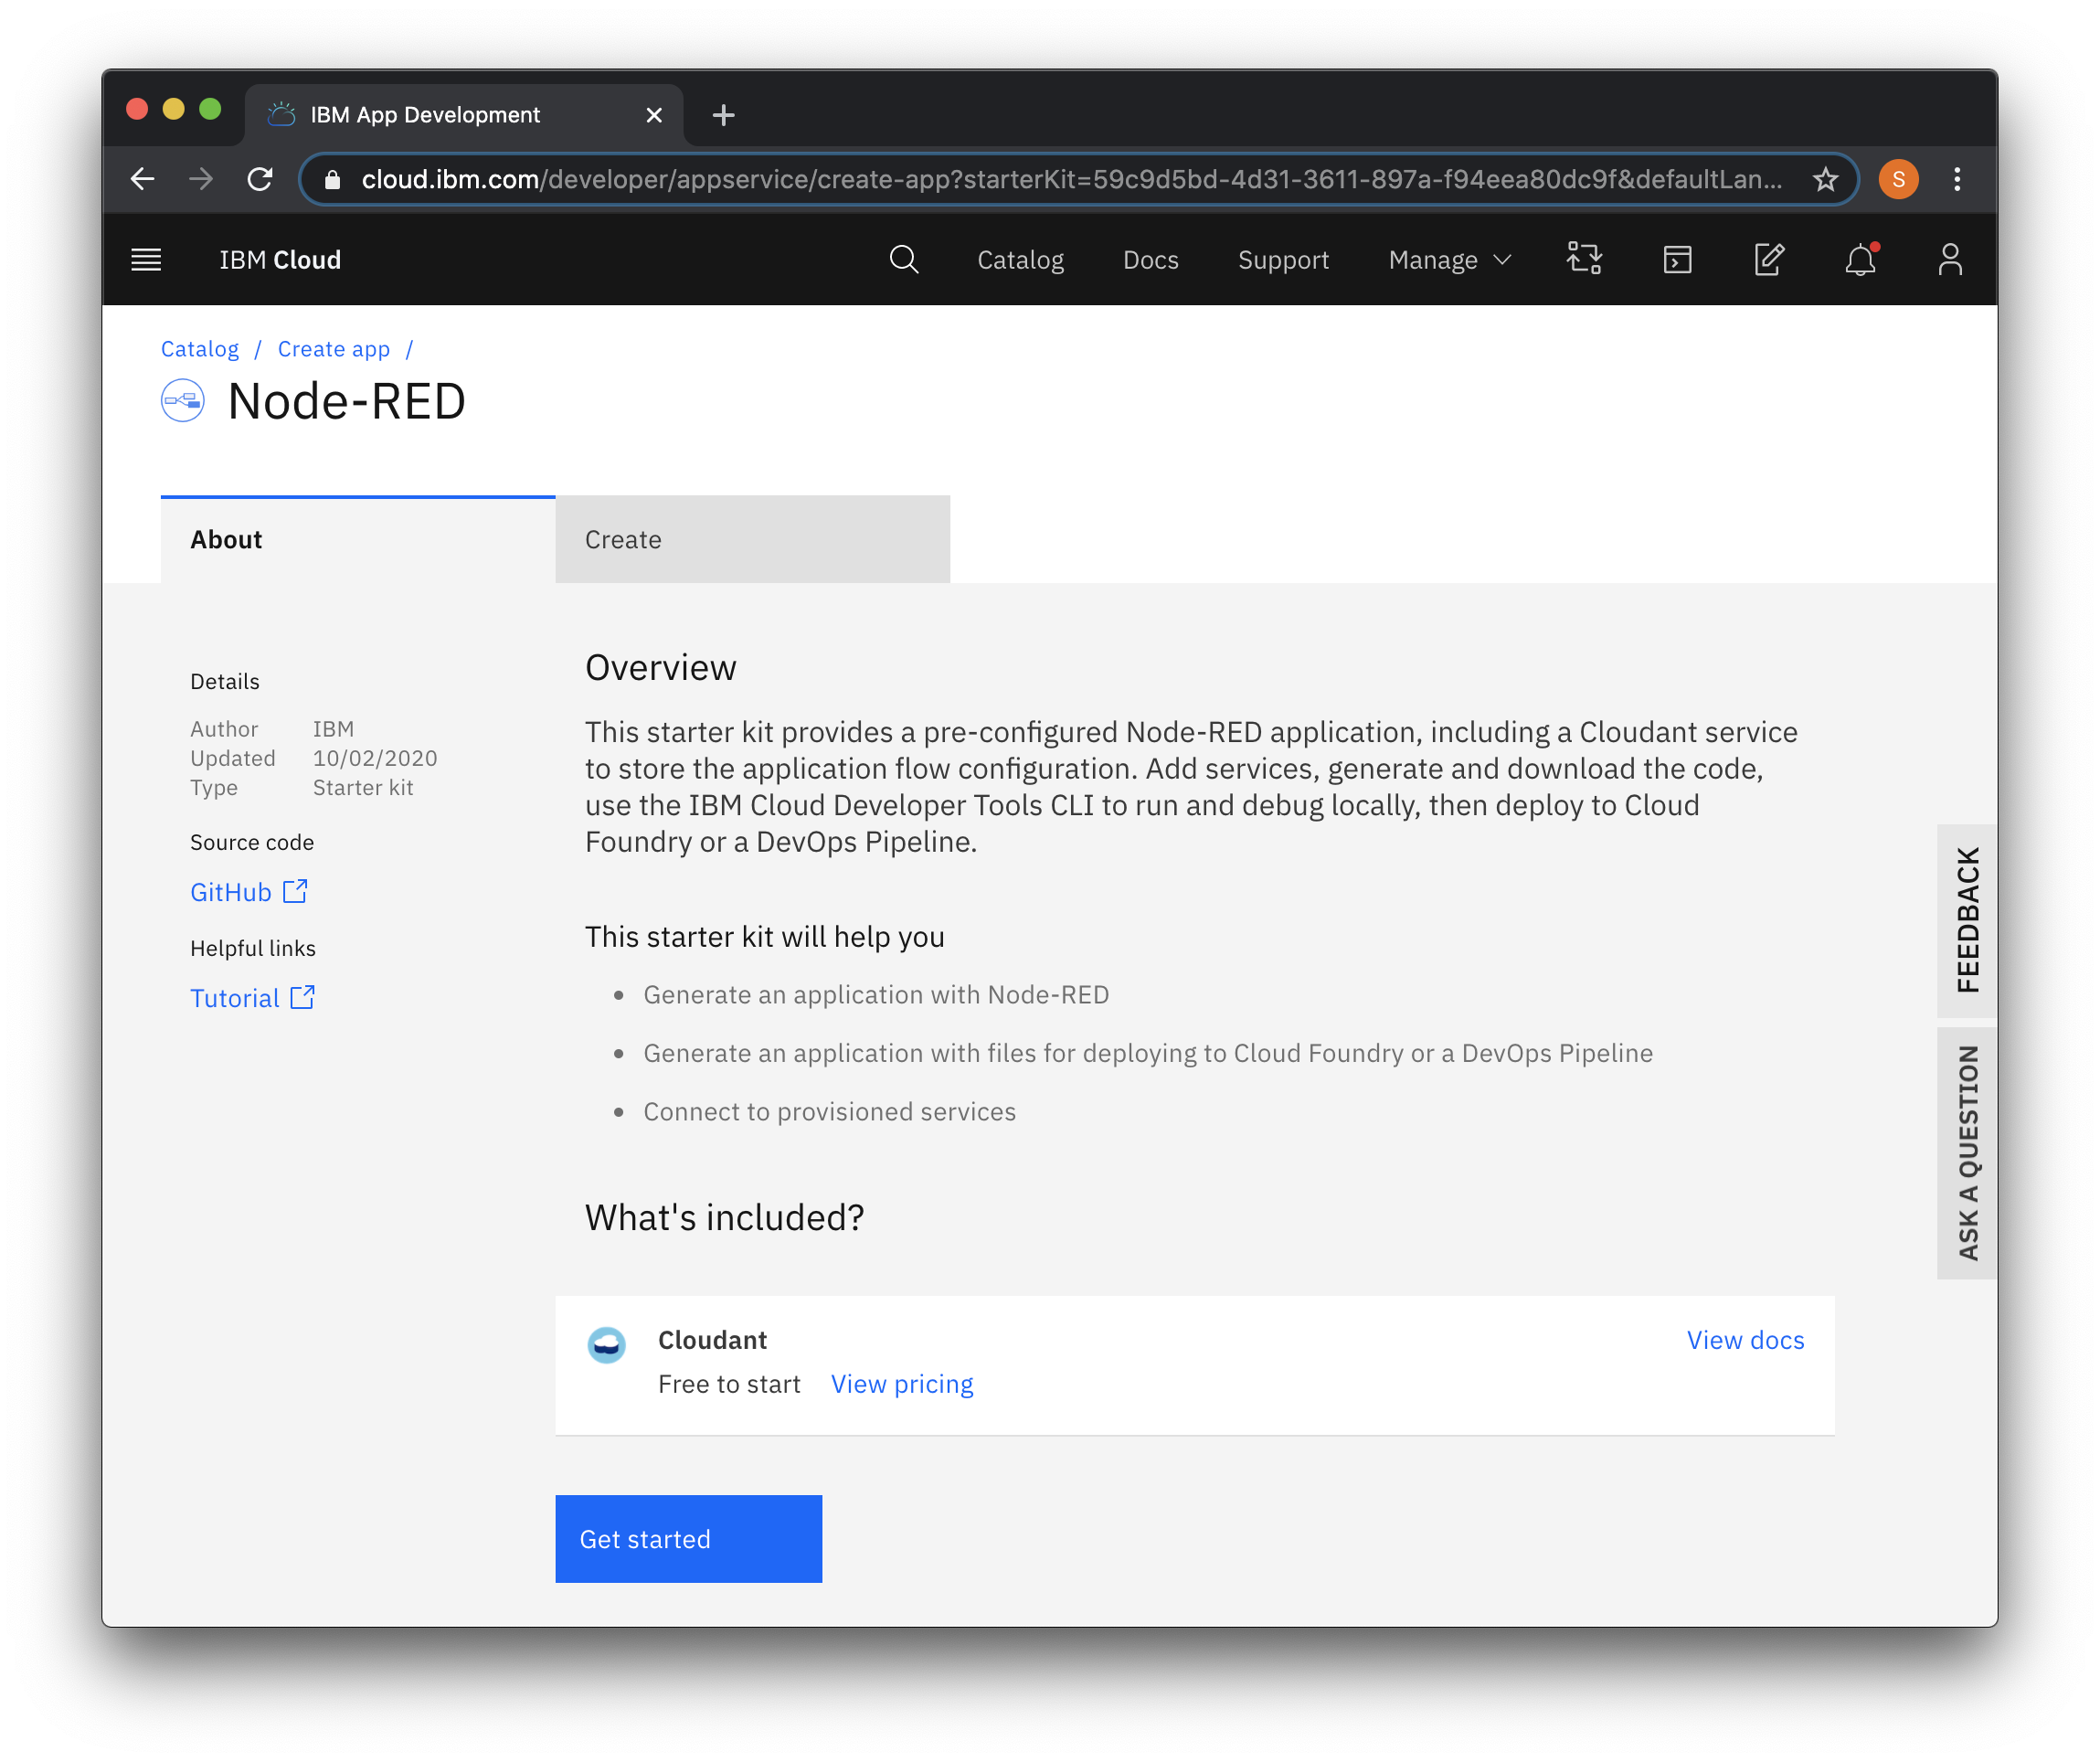 IBM App Development
cloud.ibm.com/developer/appservice/create-app?starterKit=59c9d5bd-4d31-3611-897a-f94eea80dc9f&defaultLan...
S
IBM Cloud
Catalog
Docs
Support
Manage
Catalog / Create app /
Node-RED
About
Create
Details
Author IBM
Updated 10/02/2020
Type Starter kit
Source code
GitHub
Helpful links
Tutorial
Overview
This starter kit provides a pre-configured Node-RED application, including a Cloudant service
to store the application flow configuration. Add services, generate and download the code,
use the IBM Cloud Developer Tools CLI to run and debug locally, then deploy to Cloud
Foundry or a DevOps Pipeline.
This starter kit will help you
Generate an application with Node-RED
Generate an application with files for deploying to Cloud Foundry or a DevOps Pipeline
Connect to provisioned services
What's included?
Cloudant
View docs
Free to start View pricing
Get started
FEEDBACK
ASK A QUESTION